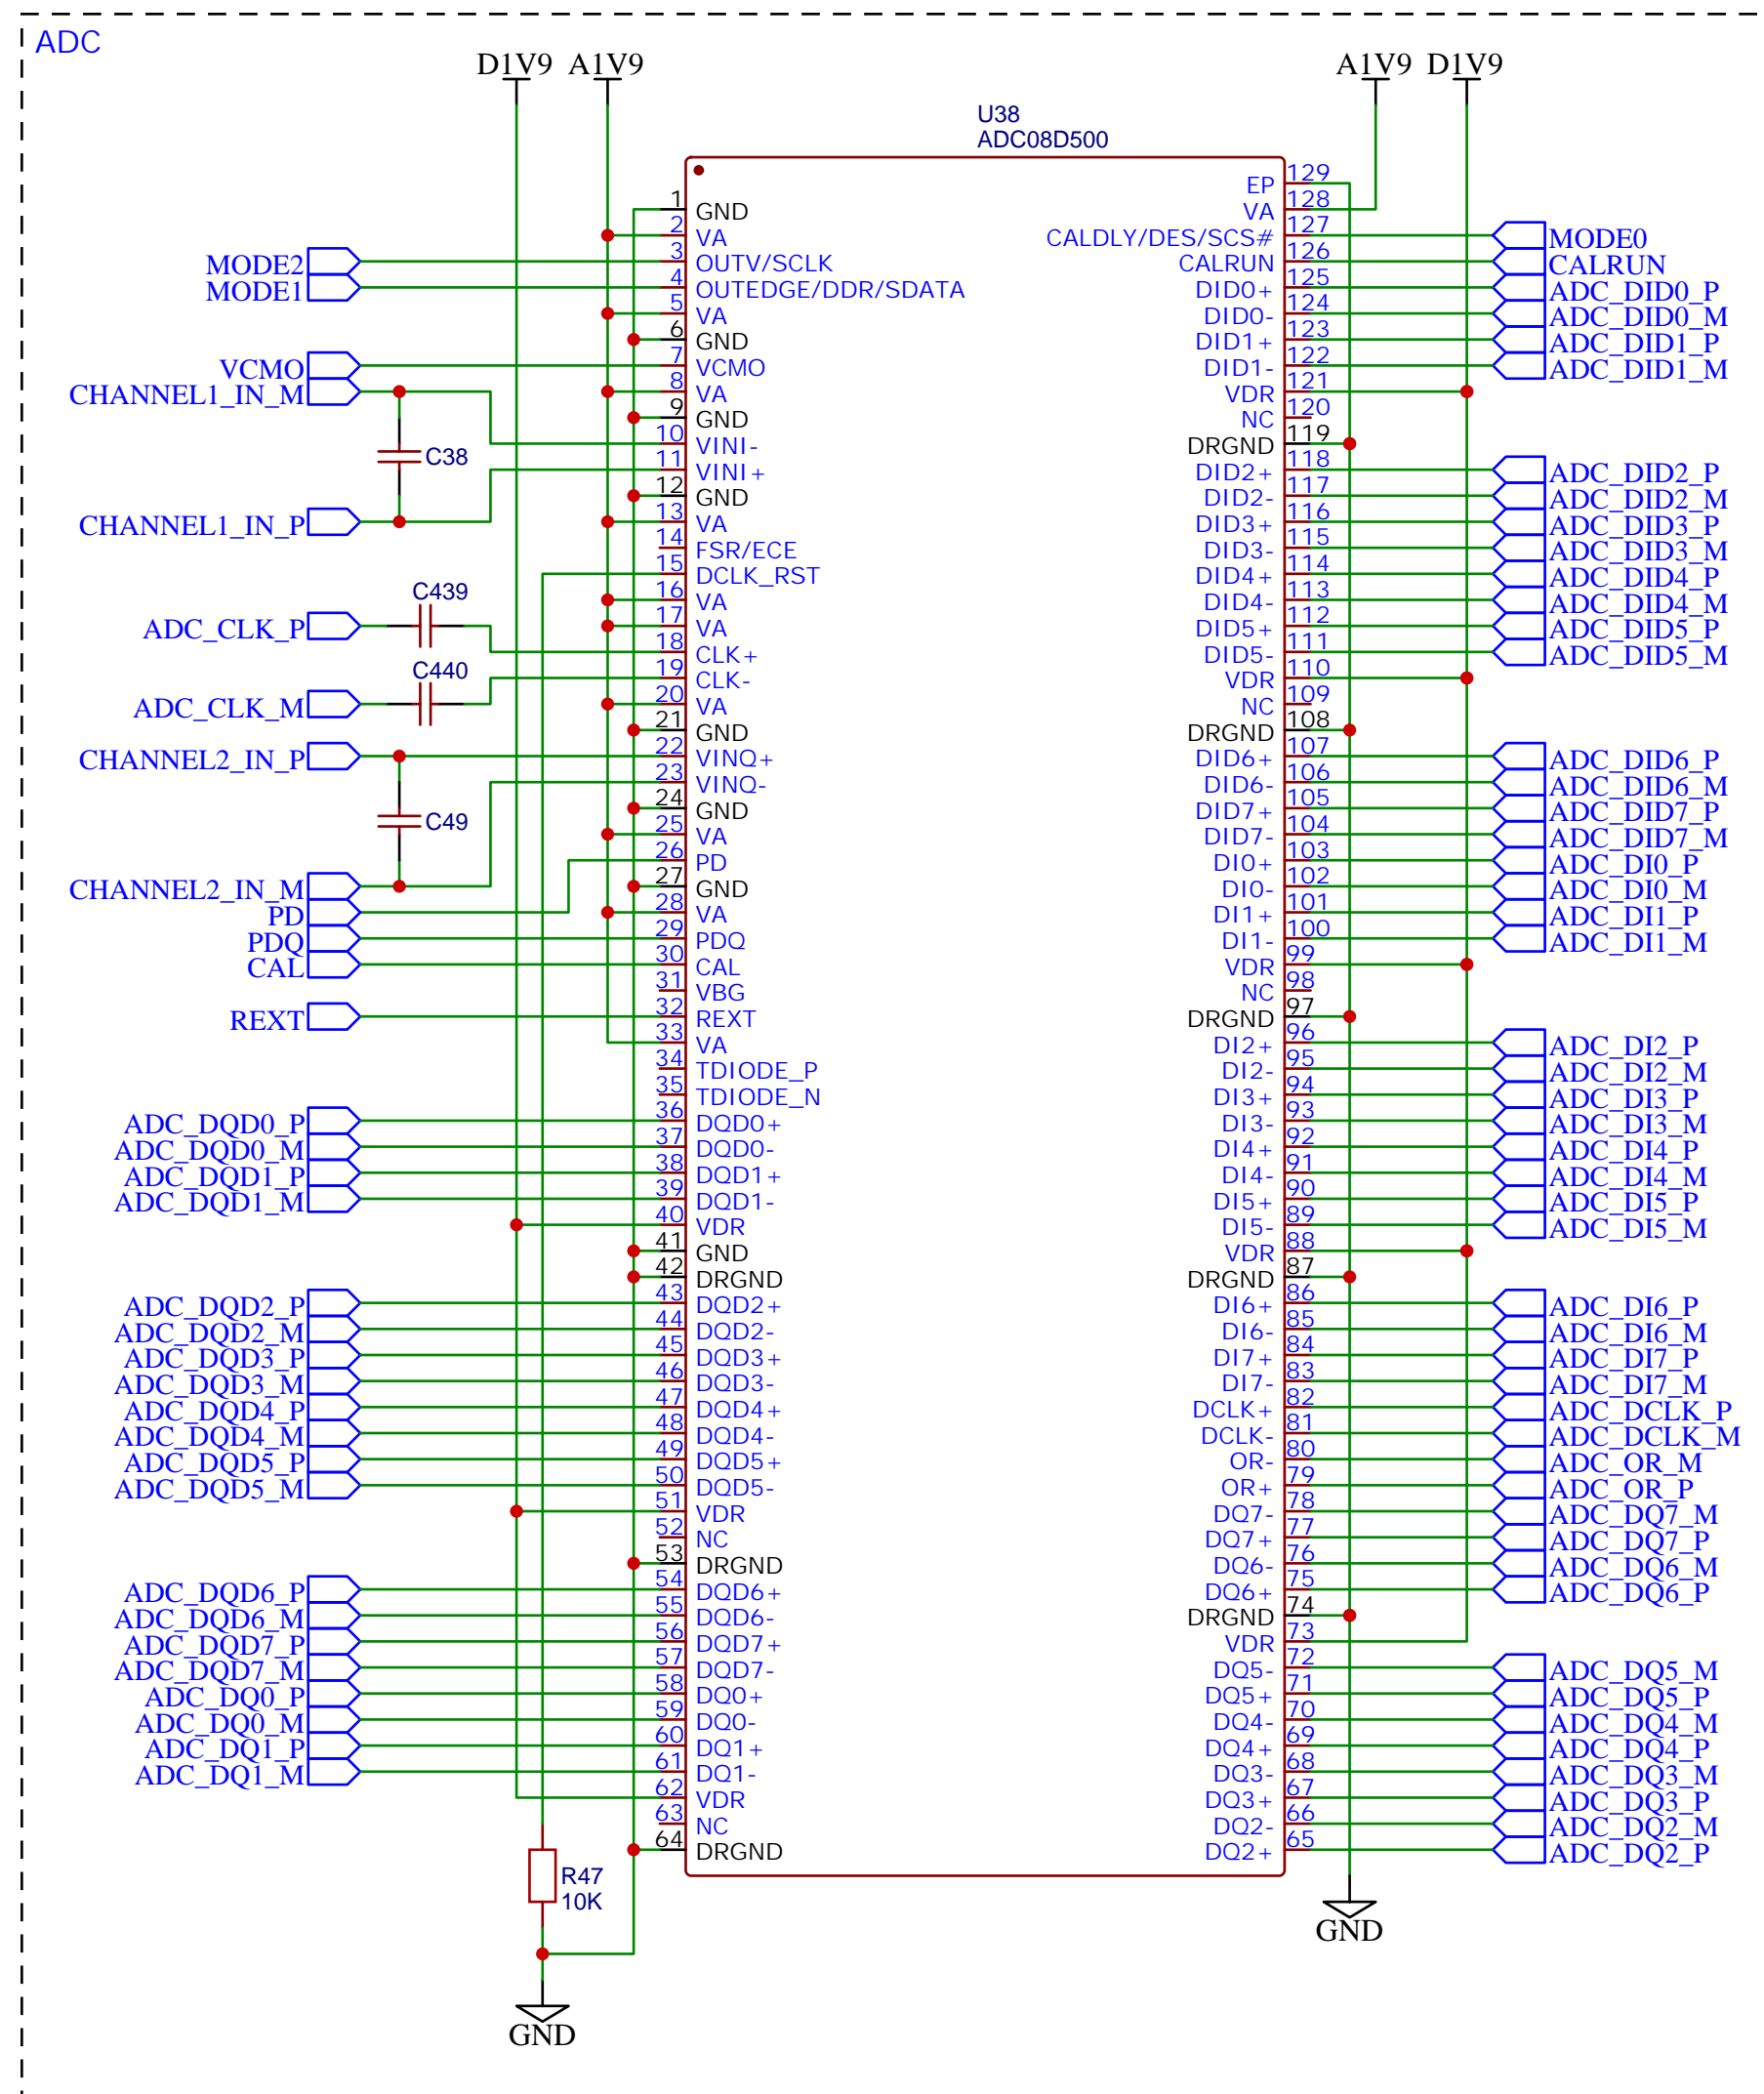 ADC
D1V9 A1V9
A1V9 D1V9
U38
ADC08D500
MODE2
MODE1
VCMO
CHANNEL1_IN_M
C38
CHANNEL1_IN_P
C439
ADC_CLK_P
C440
ADC_CLK_M
CHANNEL2_IN_P
C49
CHANNEL2_IN_M
PD
PDQ
CAL
REXT
ADC_DQD0_P
ADC_DQD0_M
ADC_DQD1_P
ADC_DQD1_M
ADC_DQD2_P
ADC_DQD2_M
ADC_DQD3_P
ADC_DQD3_M
ADC_DQD4_P
ADC_DQD4_M
ADC_DQD5_P
ADC_DQD5_M
ADC_DQD6_P
ADC_DQD6_M
ADC_DQD7_P
ADC_DQD7_M
ADC_DQ0_P
ADC_DQ0_M
ADC_DQ1_P
ADC_DQ1_M
R47
10K
GND
1 GND
2 VA
3 OUTV/SCLK
4 OUTEDGE/DDR/SDATA
5 VA
6 GND
7 VCMO
8 VA
9 GND
10 VINI-
11 VINI+
12 GND
13 VA
14 FSR/ECE
15 DCLK_RST
16 VA
17 VA
18 CLK+
19 CLK-
20 VA
21 GND
22 VINQ+
23 VINQ-
24 GND
25 VA
26 PD
27 GND
28 VA
29 PDQ
30 CAL
31 VBG
32 REXT
33 VA
34 TDIODE_P
35 TDIODE_N
36 DQD0+
37 DQD0-
38 DQD1+
39 DQD1-
40 VDR
41 GND
42 DRGND
43 DQD2+
44 DQD2-
45 DQD3+
46 DQD3-
47 DQD4+
48 DQD4-
49 DQD5+
50 DQD5-
51 VDR
52 NC
53 DRGND
54 DQD6+
55 DQD6-
56 DQD7+
57 DQD7-
58 DQ0+
59 DQ0-
60 DQ1+
61 DQ1-
62 VDR
63 NC
64 DRGND
EP 129
VA 128
CALDLY/DES/SCS# 127 MODE0
CALRUN 126 CALRUN
DID0+ 125 ADC_DID0_P
DID0- 124 ADC_DID0_M
DID1+ 123 ADC_DID1_P
DID1- 122 ADC_DID1_M
VDR 121
NC 120
DRGND 119
DID2+ 118 ADC_DID2_P
DID2- 117 ADC_DID2_M
DID3+ 116 ADC_DID3_P
DID3- 115 ADC_DID3_M
DID4+ 114 ADC_DID4_P
DID4- 113 ADC_DID4_M
DID5+ 112 ADC_DID5_P
DID5- 111 ADC_DID5_M
VDR 110
NC 109
DRGND 108
DID6+ 107 ADC_DID6_P
DID6- 106 ADC_DID6_M
DID7+ 105 ADC_DID7_P
DID7- 104 ADC_DID7_M
DI0+ 103 ADC_DI0_P
DI0- 102 ADC_DI0_M
DI1+ 101 ADC_DI1_P
DI1- 100 ADC_DI1_M
VDR 99
NC 98
DRGND 97
DI2+ 96 ADC_DI2_P
DI2- 95 ADC_DI2_M
DI3+ 94 ADC_DI3_P
DI3- 93 ADC_DI3_M
DI4+ 92 ADC_DI4_P
DI4- 91 ADC_DI4_M
DI5+ 90 ADC_DI5_P
DI5- 89 ADC_DI5_M
VDR 88
DRGND 87
DI6+ 86 ADC_DI6_P
DI6- 85 ADC_DI6_M
DI7+ 84 ADC_DI7_P
DI7- 83 ADC_DI7_M
DCLK+ 82 ADC_DCLK_P
DCLK- 81 ADC_DCLK_M
OR- 80 ADC_OR_M
OR+ 79 ADC_OR_P
DQ7- 78 ADC_DQ7_M
DQ7+ 77 ADC_DQ7_P
DQ6- 76 ADC_DQ6_M
DQ6+ 75 ADC_DQ6_P
DRGND 74
VDR 73
DQ5- 72 ADC_DQ5_M
DQ5+ 71 ADC_DQ5_P
DQ4- 70 ADC_DQ4_M
DQ4+ 69 ADC_DQ4_P
DQ3- 68 ADC_DQ3_M
DQ3+ 67 ADC_DQ3_P
DQ2- 66 ADC_DQ2_M
DQ2+ 65 ADC_DQ2_P
GND